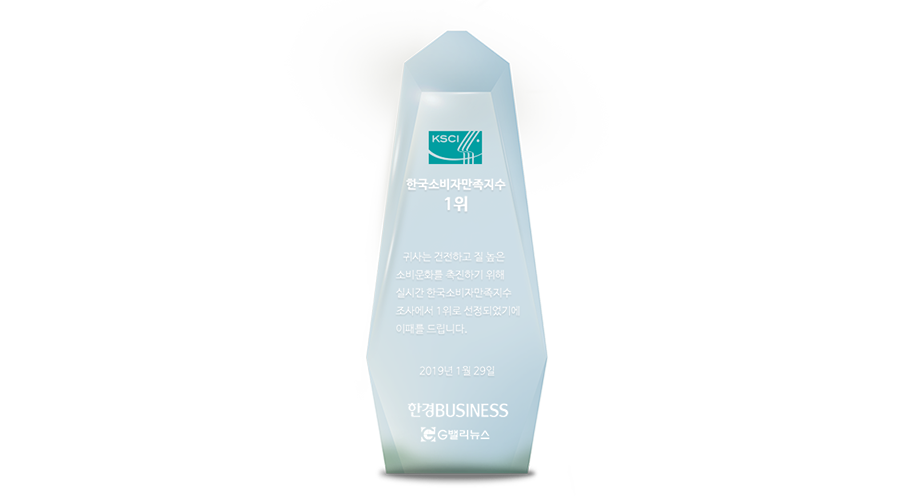 KSCI
한국소비자만족지수
1위
귀사는 건전하고 질 높은
소비문화를 촉진하기 위해
실시간 한국소비자만족지수
조사에서 1위로 선정되었기에
이패를 드립니다.
2019년 1월 29일
한경BUSINESS
G밸리뉴스